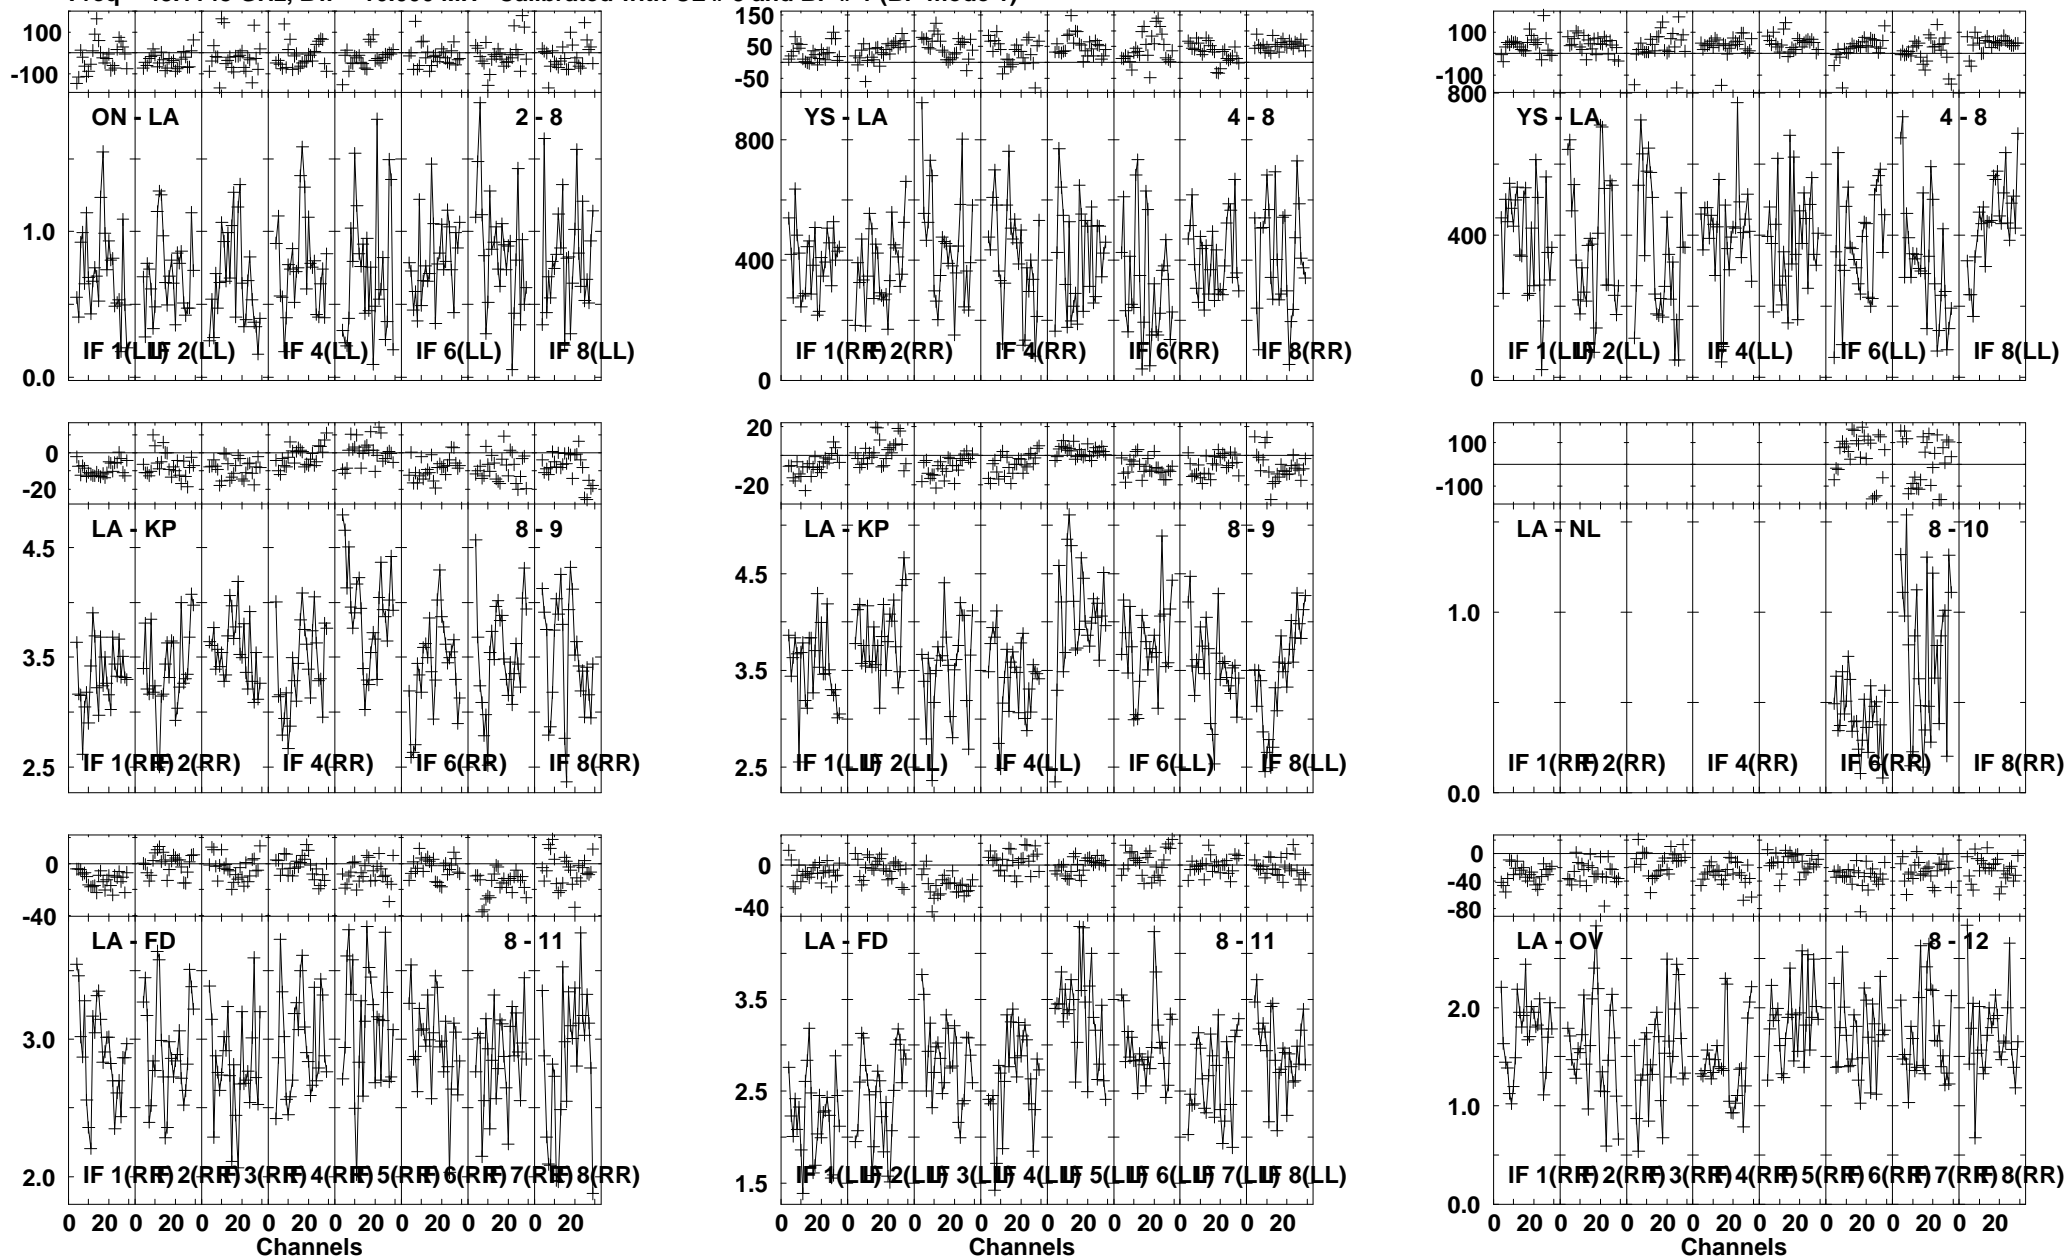 100
-100
ON - LA
2 - 8
1.0
0.0
IF 1(LL)
IF 2(LL)
IF 4(LL)
IF 6(LL)
IF 8(LL)
150
50
-50
YS - LA
4 - 8
800
400
0
IF 1(RR)
IF 2(RR)
IF 4(RR)
IF 6(RR)
IF 8(RR)
100
-100
800
YS - LA
4 - 8
400
0
IF 1(LL)
IF 2(LL)
IF 4(LL)
IF 6(LL)
IF 8(LL)
0
-20
LA - KP
8 - 9
4.5
3.5
2.5
IF 1(RR)
IF 2(RR)
IF 4(RR)
IF 6(RR)
IF 8(RR)
20
0
-20
LA - KP
8 - 9
4.5
3.5
2.5
IF 1(LL)
IF 2(LL)
IF 4(LL)
IF 6(LL)
IF 8(LL)
100
-100
LA - NL
8 - 10
1.0
0.0
IF 1(RR)
IF 2(RR)
IF 4(RR)
IF 6(RR)
IF 8(RR)
0
-40
LA - FD
8 - 11
3.0
2.0
IF 1(RR)
IF 2(RR)
IF 3(RR)
IF 4(RR)
IF 5(RR)
IF 6(RR)
IF 7(RR)
IF 8(RR)
0 20 0 20 0 20 0 20 0 20 0 20 0 20 0 20
Channels
0
-40
LA - FD
8 - 11
3.5
2.5
1.5
IF 1(LL)
IF 2(LL)
IF 3(LL)
IF 4(LL)
IF 5(LL)
IF 6(LL)
IF 7(LL)
IF 8(LL)
0 20 0 20 0 20 0 20 0 20 0 20 0 20 0 20
Channels
0
-40
-80
LA - OV
8 - 12
2.0
1.0
0.0
IF 1(RR)
IF 2(RR)
IF 3(RR)
IF 4(RR)
IF 5(RR)
IF 6(RR)
IF 7(RR)
IF 8(RR)
0 20 0 20 0 20 0 20 0 20 0 20 0 20 0 20
Channels